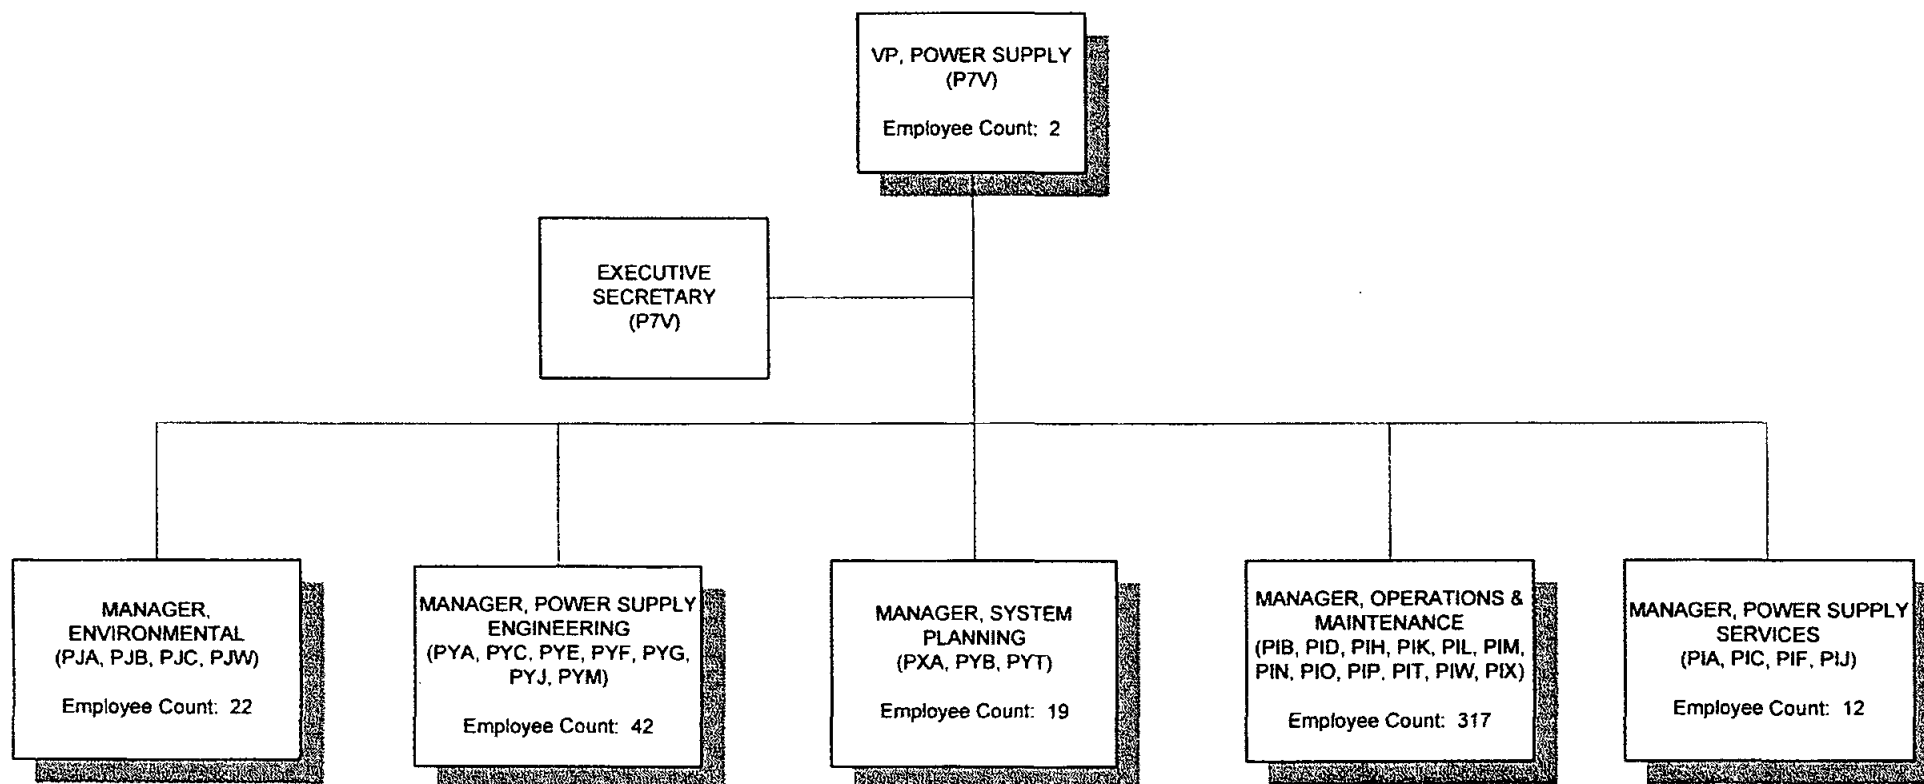 VP, POWER SUPPLY
(P7V)
Employee Count: 2
EXECUTIVE
SECRETARY
(P7V)
MANAGER,
ENVIRONMENTAL
(PJA, PJB, PJC, PJW)
Employee Count: 22
MANAGER, POWER SUPPLY
ENGINEERING
(PYA, PYC, PYE, PYF, PYG,
PYJ, PYM)
Employee Count: 42
MANAGER, SYSTEM
PLANNING
(PXA, PYB, PYT)
Employee Count: 19
MANAGER, OPERATIONS &
MAINTENANCE
(PIB, PID, PIH, PIK, PIL, PIM,
PIN, PIO, PIP, PIT, PIW, PIX)
Employee Count: 317
MANAGER, POWER SUPPLY
SERVICES
(PIA, PIC, PIF, PIJ)
Employee Count: 12